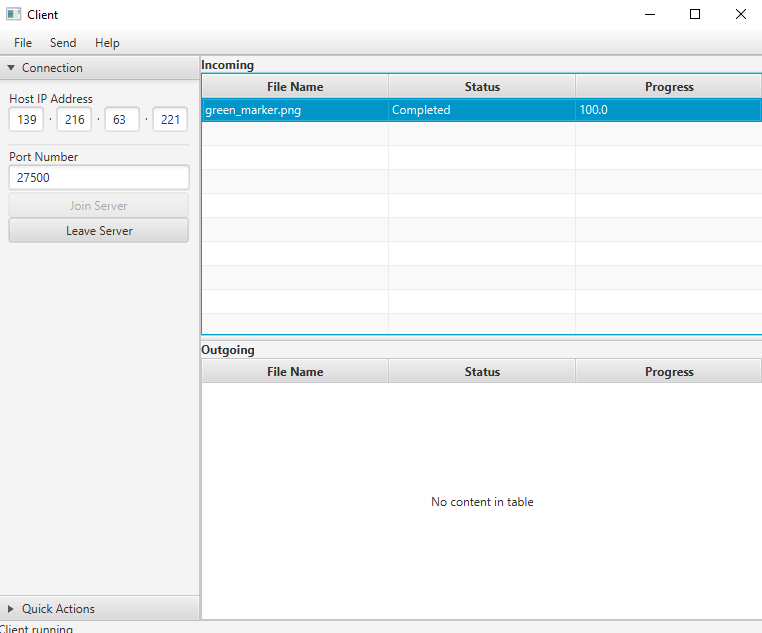 Client
File Send Help
Connection
Host IP Address
139 . 216 . 63 . 221
Port Number
27500
Join Server
Leave Server
Quick Actions
Incoming
File Name Status Progress
green_marker.png Completed 100.0
Outgoing
File Name Status Progress
No content in table
Client running